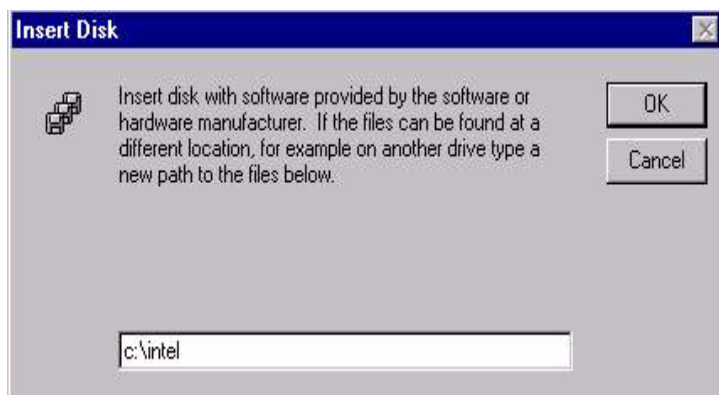 Insert Disk
Insert disk with software provided by the software or
hardware manufacturer.  If the files can be found at a
different location, for example on another drive type a
new path to the files below.
OK
Cancel
c:\intel